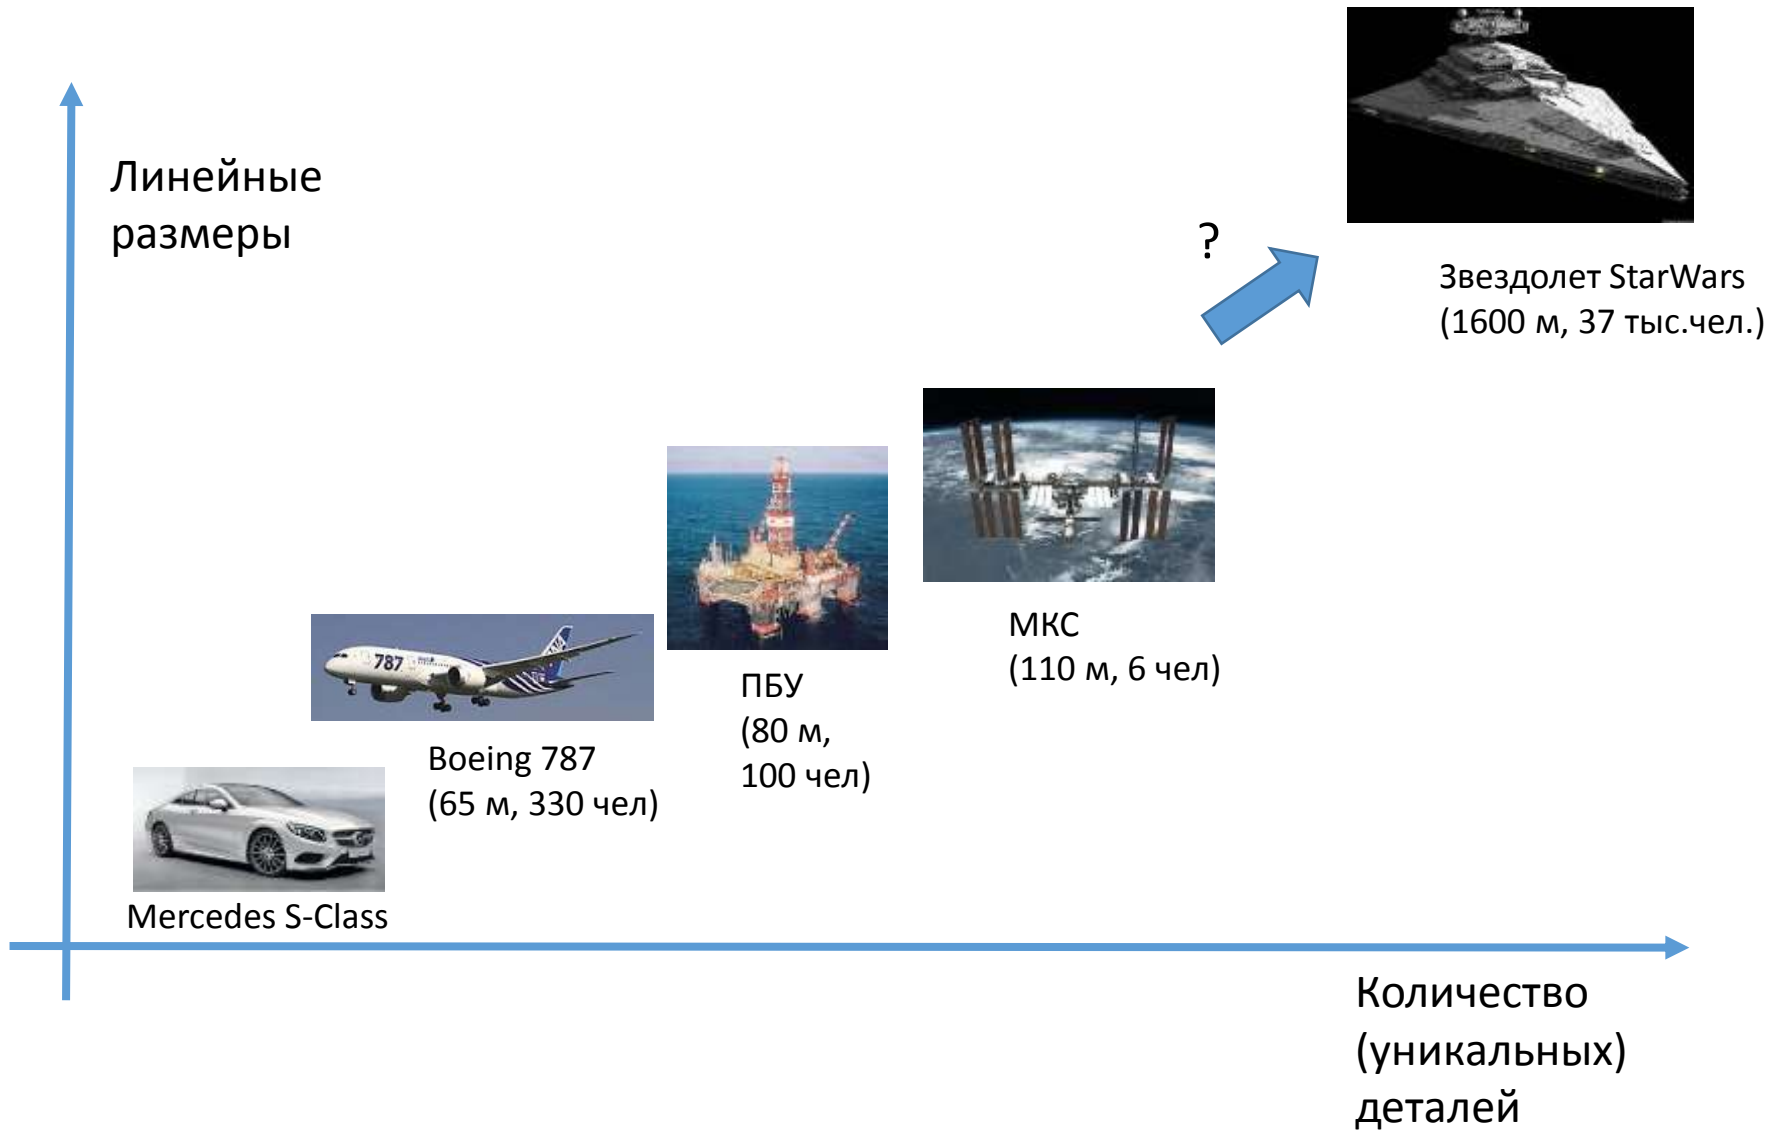 Линейные
размеры
?
Звездолет StarWars
(1600 м, 37 тыс.чел.)
МКС
(110 м, 6 чел)
ПБУ
(80 м,
100 чел)
787
Boeing 787
(65 м, 330 чел)
Mercedes S-Class
Количество
(уникальных)
деталей